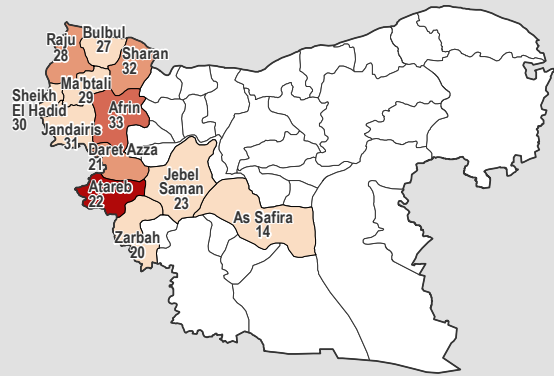 Raju
28
Bulbul
27
Sharan
32
Ma'btali
29
Sheikh
El Hadid
30
Afrin
33
Jandairis
31
Daret Azza
21
Atareb
22
Jebel
Saman
23
As Safira
14
Zarbah
20